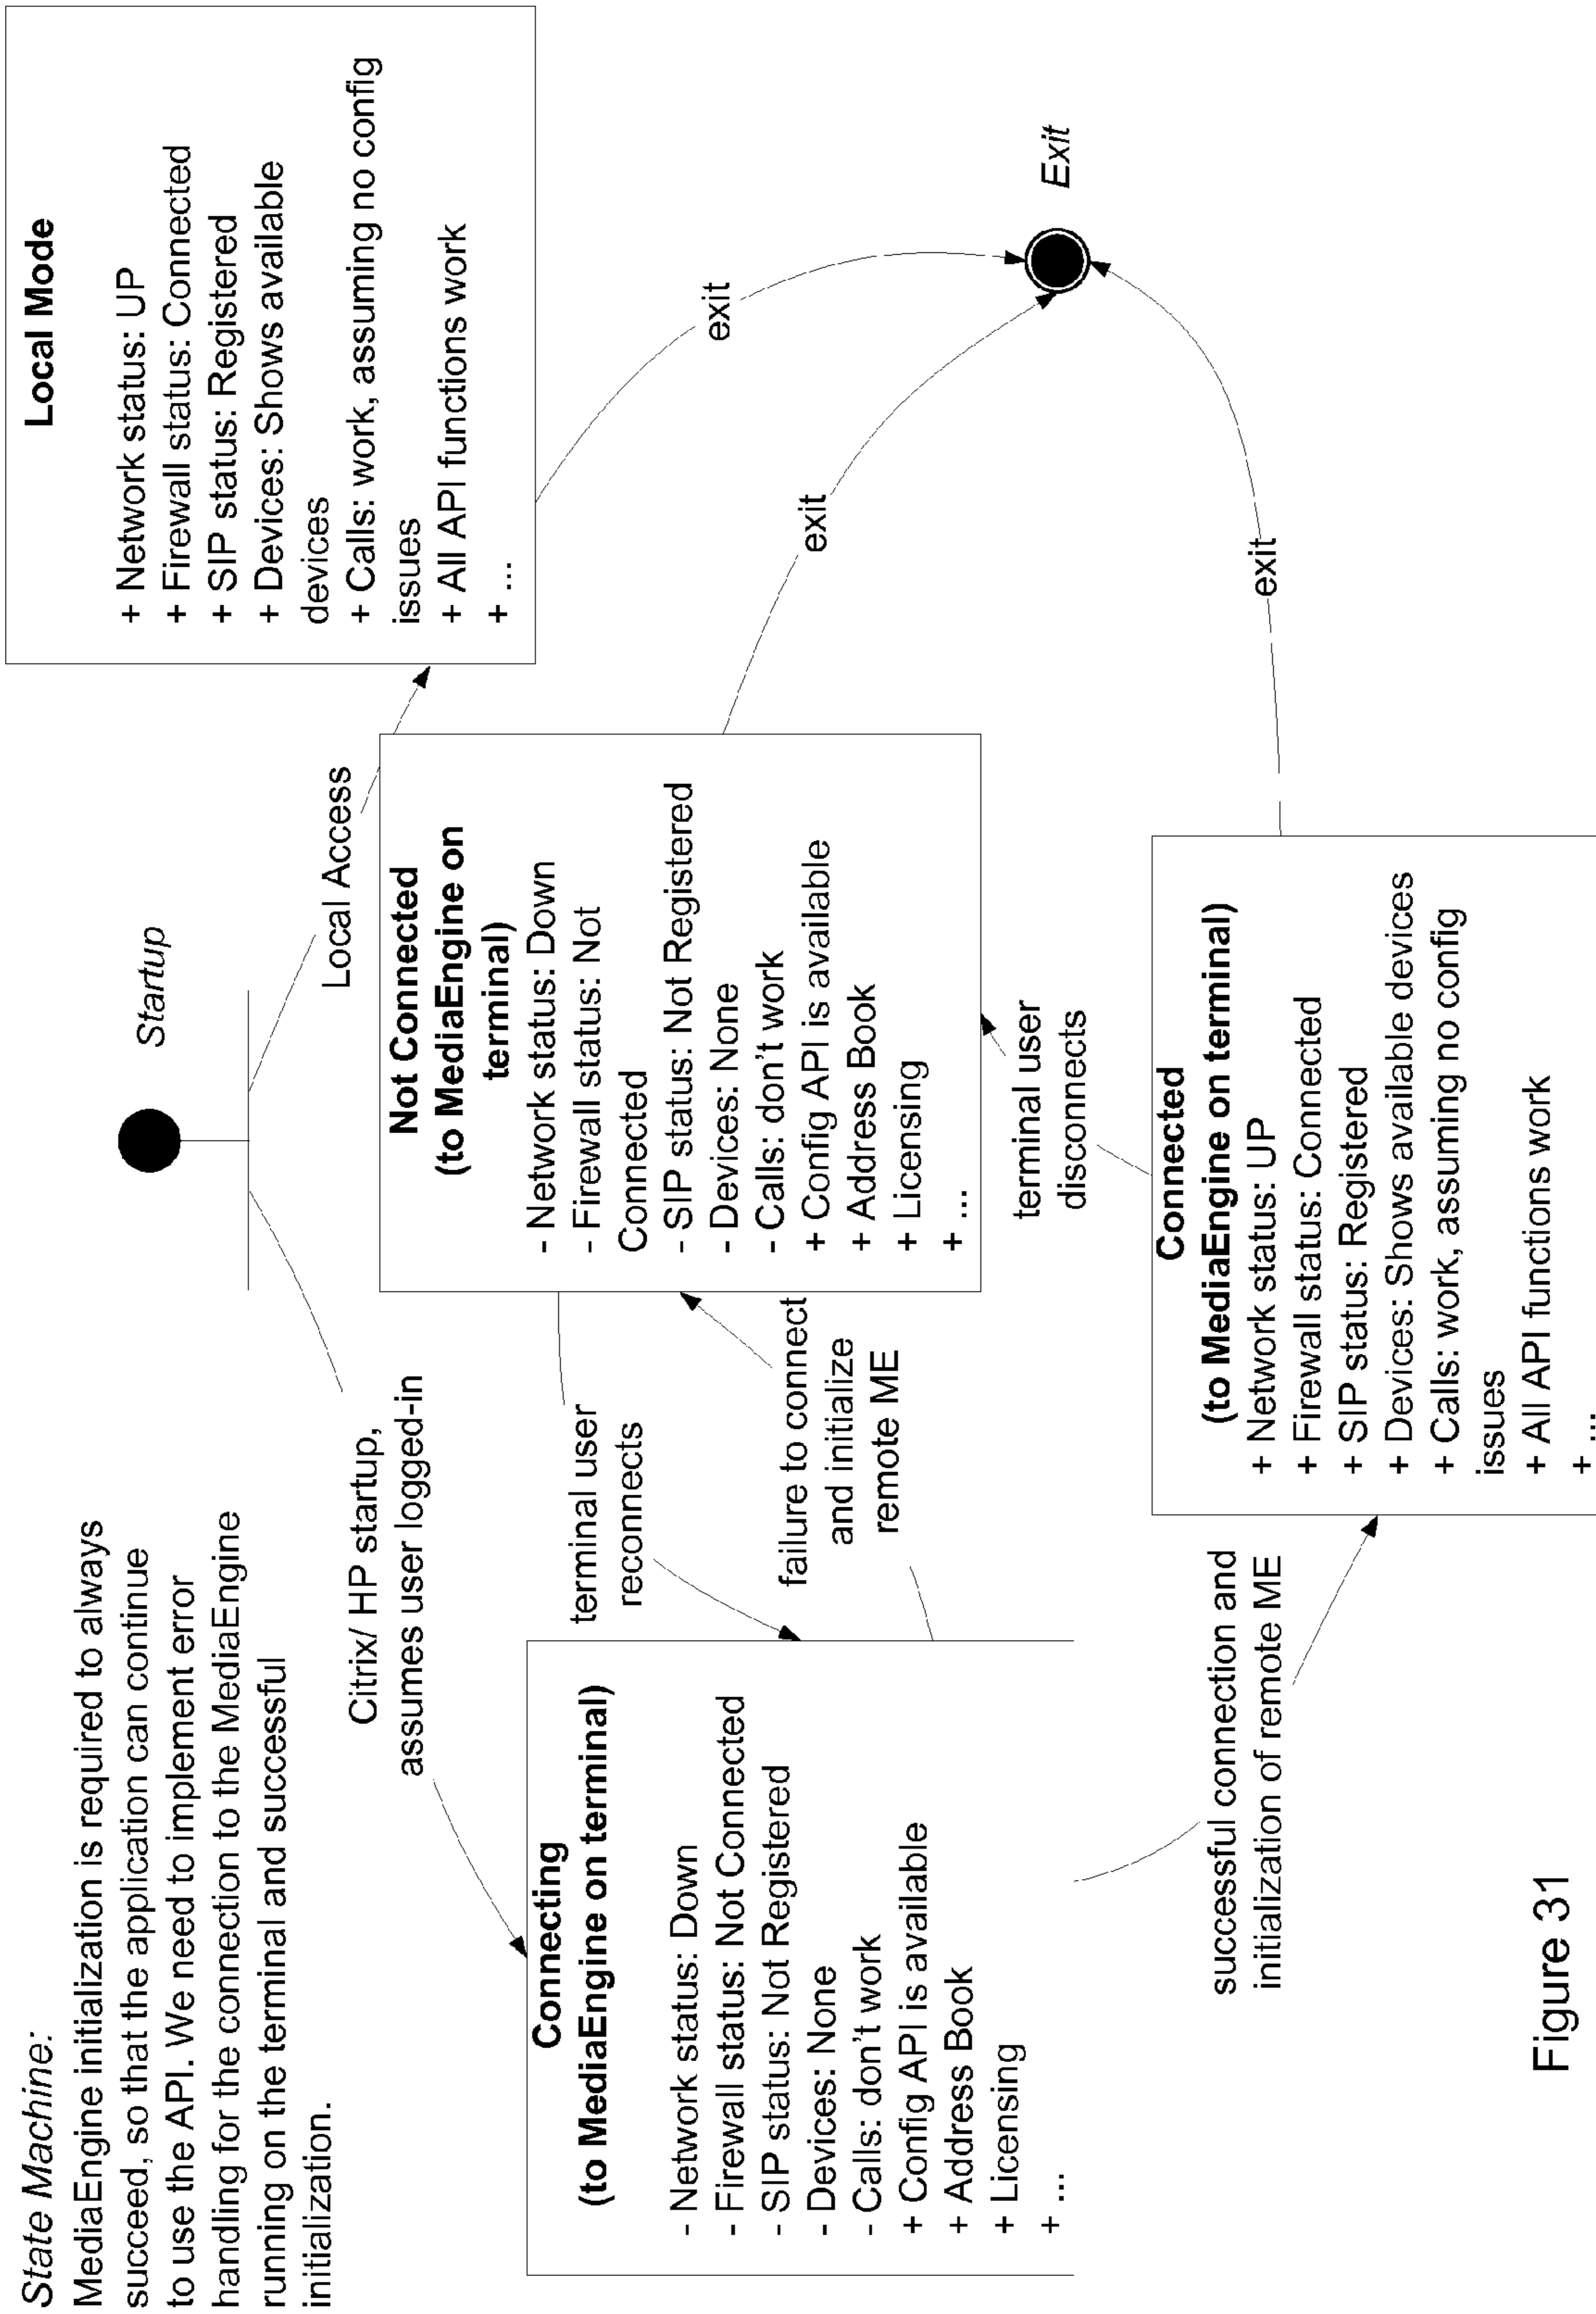 State Machine:
MediaEngine initialization is required to always
succeed, so that the application can continue
to use the API. We need to implement error
handling for the connection to the MediaEngine
running on the terminal and successful
initialization.
Startup
Citrix/ HP startup,
assumes user logged-in
Local Access
Local Mode
+ Network status: UP
+ Firewall status: Connected
+ SIP status: Registered
+ Devices: Shows available
devices
+ Calls: work, assuming no config
issues
+ All API functions work
+ ...
Not Connected
(to MediaEngine on
terminal)
- Network status: Down
- Firewall status: Not
Connected
- SIP status: Not Registered
- Devices: None
- Calls: don't work
+ Config API is available
+ Address Book
+ Licensing
+ ...
Connecting
(to MediaEngine on terminal)
- Network status: Down
- Firewall status: Not Connected
- SIP status: Not Registered
- Devices: None
- Calls: don't work
+ Config API is available
+ Address Book
+ Licensing
+ ...
terminal user
reconnects
failure to connect
and initialize
remote ME
terminal user
disconnects
exit
exit
exit
Exit
successful connection and
initialization of remote ME
Connected
(to MediaEngine on terminal)
+ Network status: UP
+ Firewall status: Connected
+ SIP status: Registered
+ Devices: Shows available devices
+ Calls: work, assuming no config
issues
+ All API functions work
+ ...
Figure 31